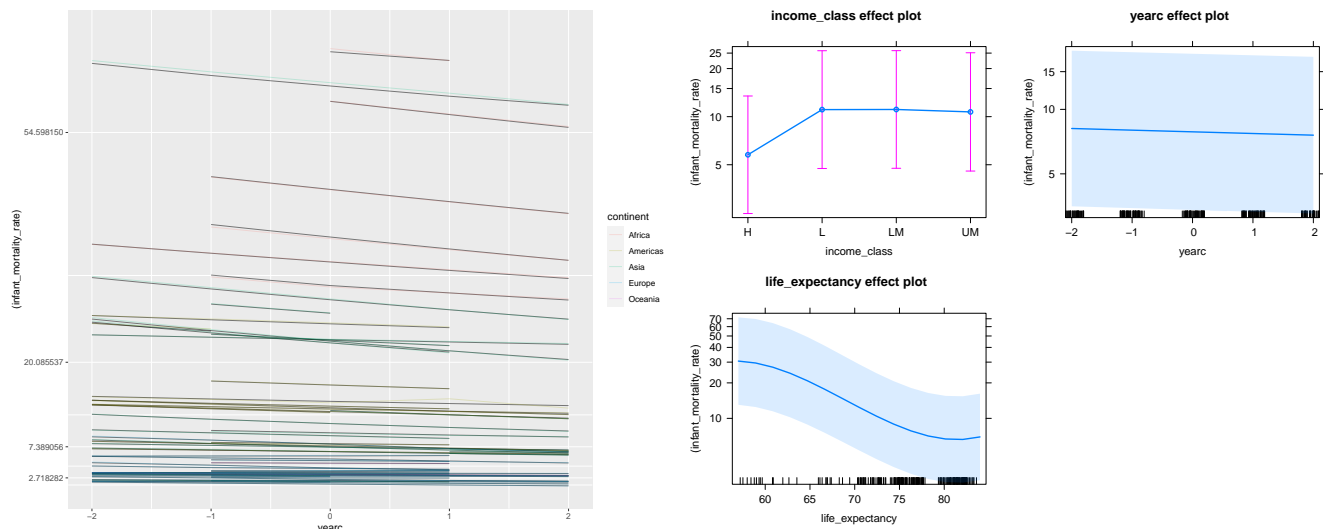 54.598150
20.085537
7.389056
2.718282
(infant_mortality_rate)
−2
−1
0
1
2
yearc
continent
Africa
Americas
Asia
Europe
Oceania
income_class effect plot
(infant_mortality_rate)
25
20
15
10
5
H
L
LM
UM
income_class
yearc effect plot
(infant_mortality_rate)
15
10
5
−2
−1
0
1
2
yearc
life_expectancy effect plot
(infant_mortality_rate)
70
60
50
40
30
20
10
60
65
70
75
80
life_expectancy